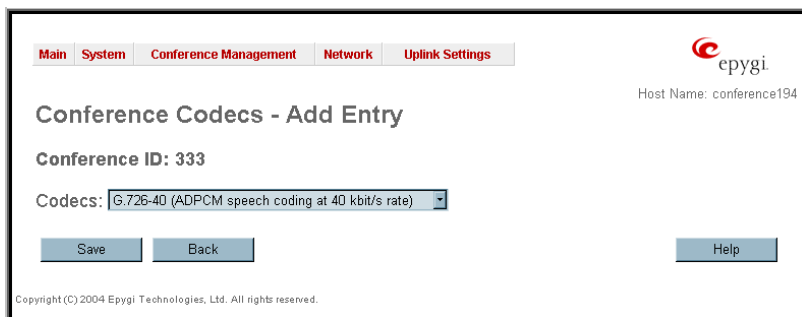 Main System Conference Management Network Uplink Settings
epygi.
Host Name: conference194
Conference Codecs - Add Entry
Conference ID: 333
Codecs: G.726-40 (ADPCM speech coding at 40 kbit/s rate)
Save Back Help
Copyright (C) 2004 Epygi Technologies, Ltd. All rights reserved.